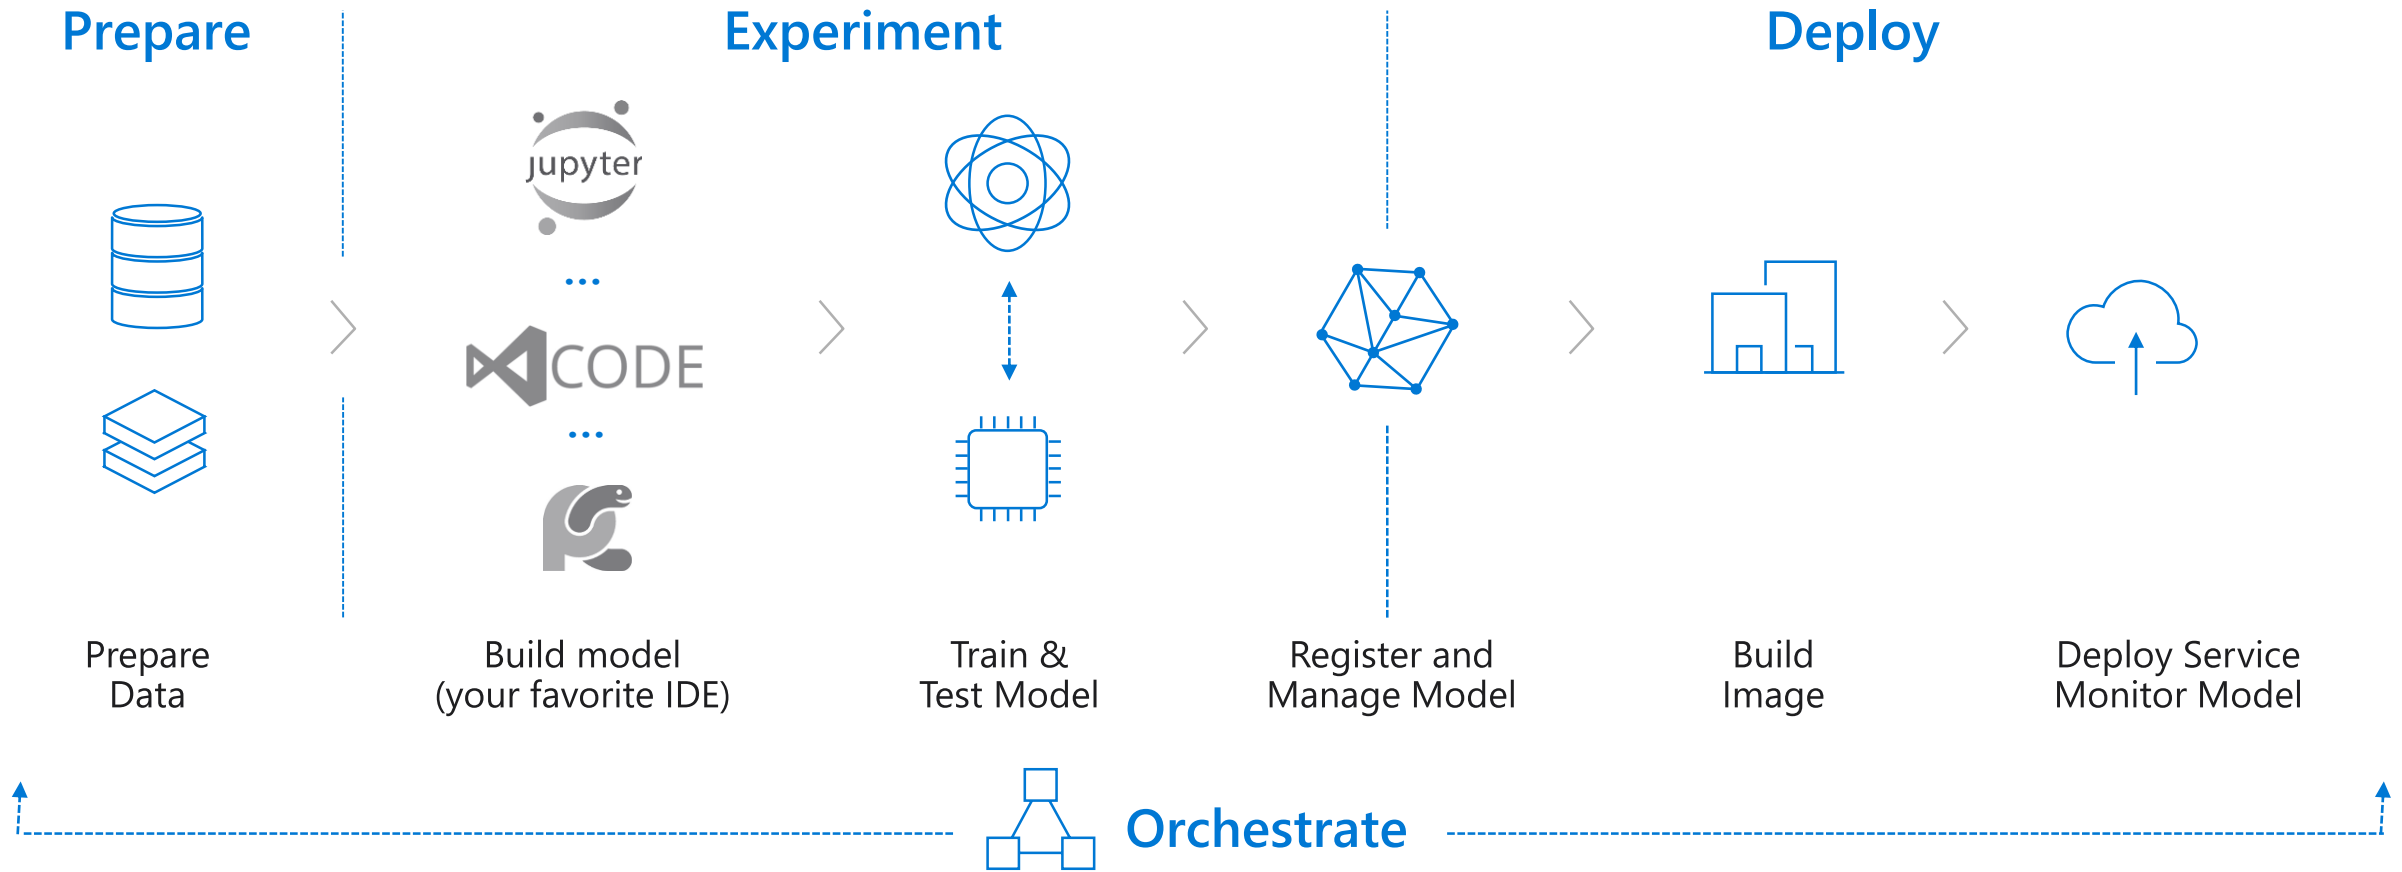 Prepare
Experiment
Deploy
jupyter
CODE
Prepare
Data
Build model
(your favorite IDE)
Train &
Test Model
Register and
Manage Model
Build
Image
Deploy Service
Monitor Model
Orchestrate